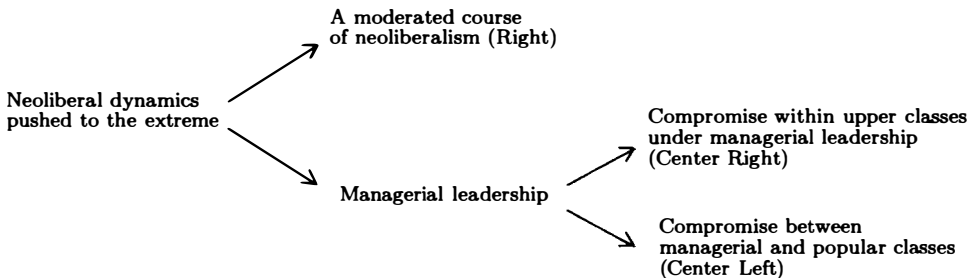 A moderated course
of neoliberalism (Right)
Neoliberal dynamics
pushed to the extreme
Compromise within upper classes
under managerial leadership
(Center Right)
Managerial leadership
Compromise between
managerial and popular classes
(Center Left)